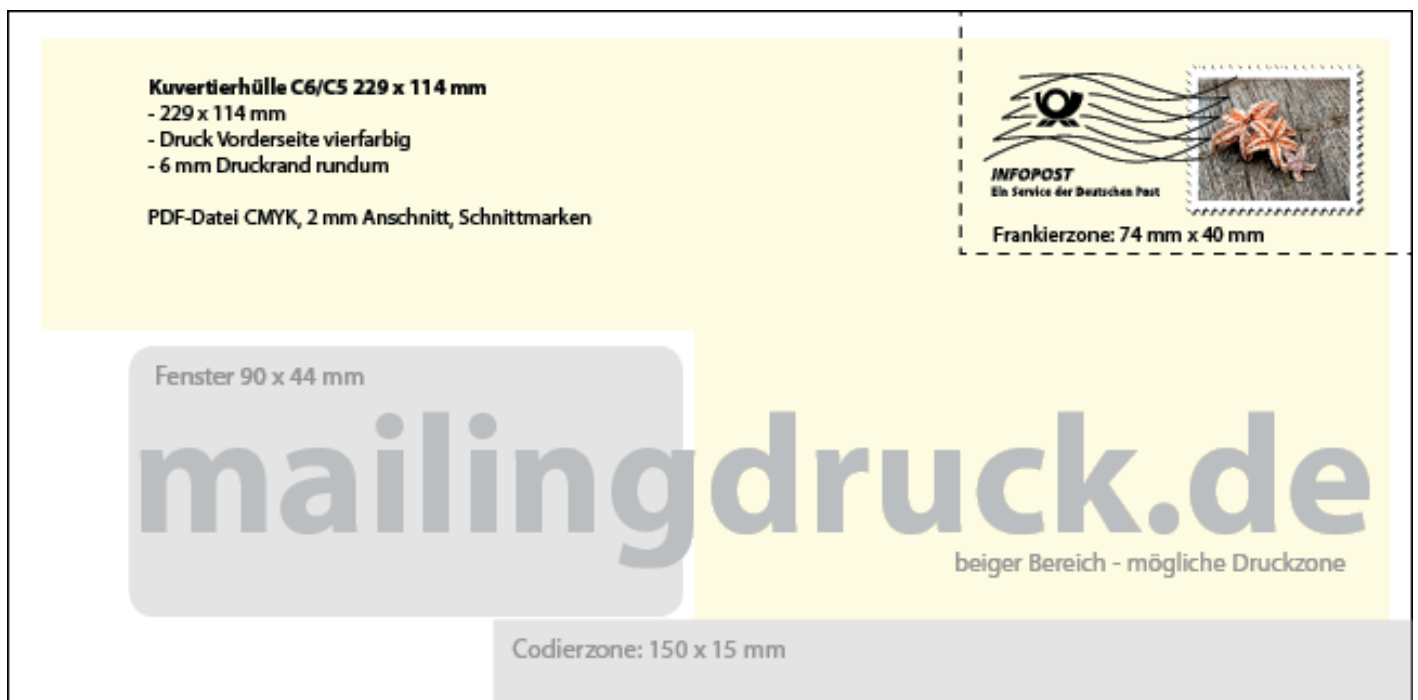 Kuvertierhülle C6/C5 229 x 114 mm
- 229 x 114 mm
- Druck Vorderseite vierfarbig
- 6 mm Druckrand rundum
PDF-Datei CMYK, 2 mm Anschnitt, Schnittmarken
INFOPOST
Ein Service der Deutschen Post
Frankierzone: 74 mm x 40 mm
Fenster 90 x 44 mm
mailingdruck.de
beiger Bereich - mögliche Druckzone
Codierzone: 150 x 15 mm